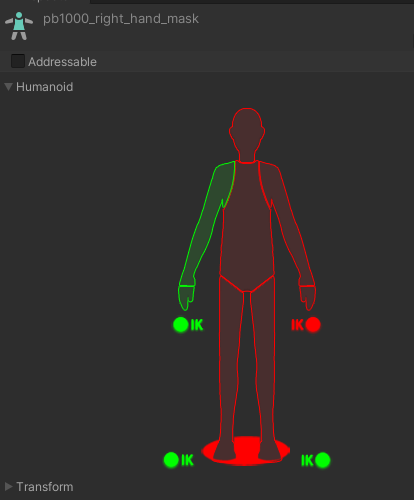 pb1000_right_hand_mask
Addressable
Humanoid
IK IK
IK IK
Transform